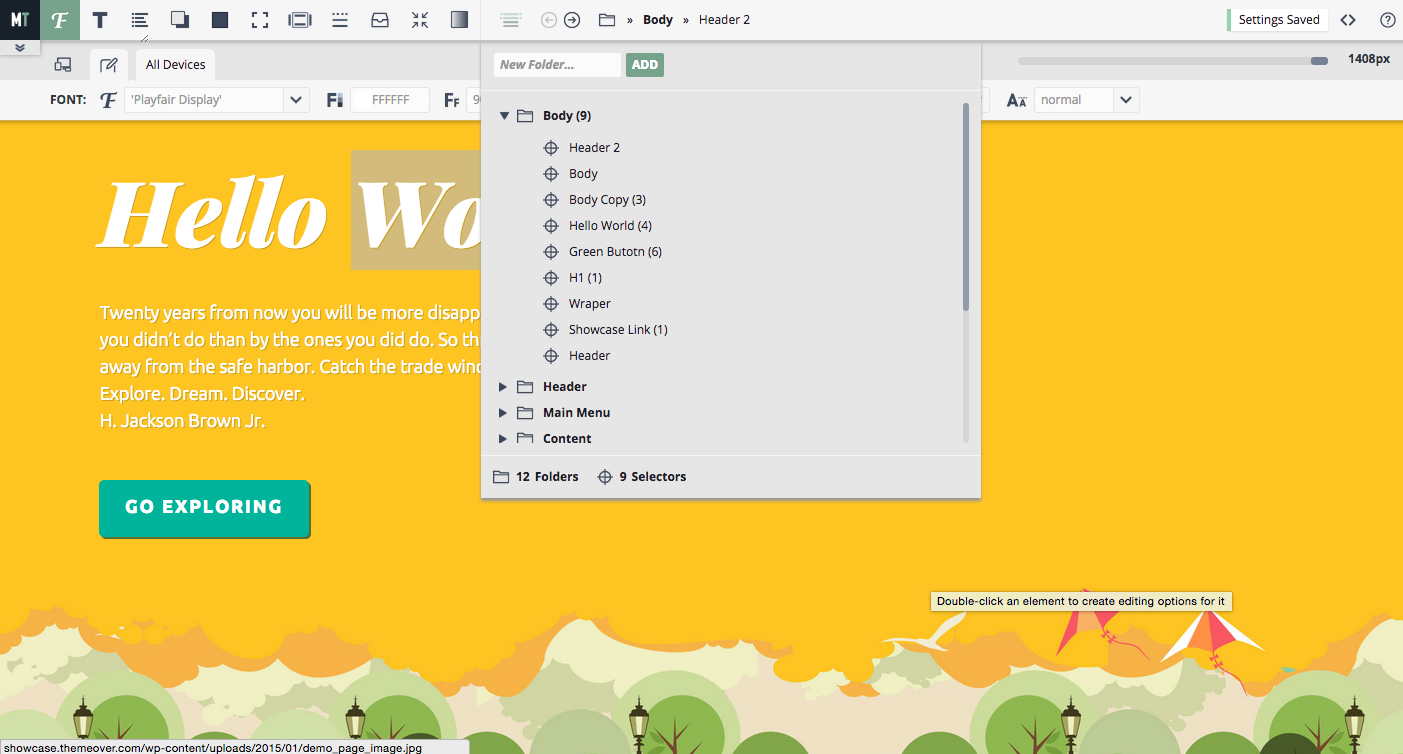 MT
» Body » Header 2
Settings Saved
All Devices
New Folder...
ADD
1408px
FONT:
'Playfair Display'
FFFFFF
normal
Body (9)
Header 2
Body
Body Copy (3)
Hello World (4)
Green Butotn (6)
H1 (1)
Wraper
Showcase Link (1)
Header
Header
Main Menu
Content
12 Folders
9 Selectors
Hello Wo
Twenty years from now you will be more disapp
you didn't do than by the ones you did do. So th
away from the safe harbor. Catch the trade wind
Explore. Dream. Discover.
H. Jackson Brown Jr.
GO EXPLORING
Double-click an element to create editing options for it
showcase.themeover.com/wp-content/uploads/2015/01/demo_page_image.jpg